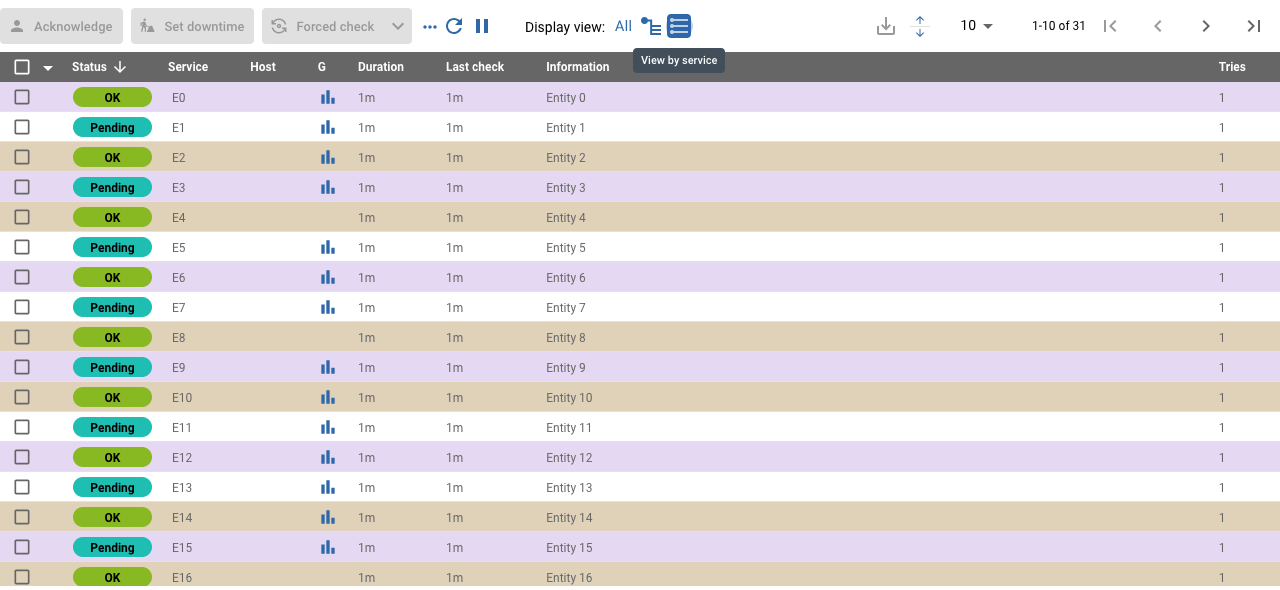 Acknowledge Set downtime Forced check Display view: All 10 1-10 of 31
View by service
Status Service Host G Duration Last check Information Tries
OK E0 1m 1m Entity 0 1
Pending E1 1m 1m Entity 1 1
OK E2 1m 1m Entity 2 1
Pending E3 1m 1m Entity 3 1
OK E4 1m 1m Entity 4 1
Pending E5 1m 1m Entity 5 1
OK E6 1m 1m Entity 6 1
Pending E7 1m 1m Entity 7 1
OK E8 1m 1m Entity 8 1
Pending E9 1m 1m Entity 9 1
OK E10 1m 1m Entity 10 1
Pending E11 1m 1m Entity 11 1
OK E12 1m 1m Entity 12 1
Pending E13 1m 1m Entity 13 1
OK E14 1m 1m Entity 14 1
Pending E15 1m 1m Entity 15 1
OK E16 1m 1m Entity 16 1